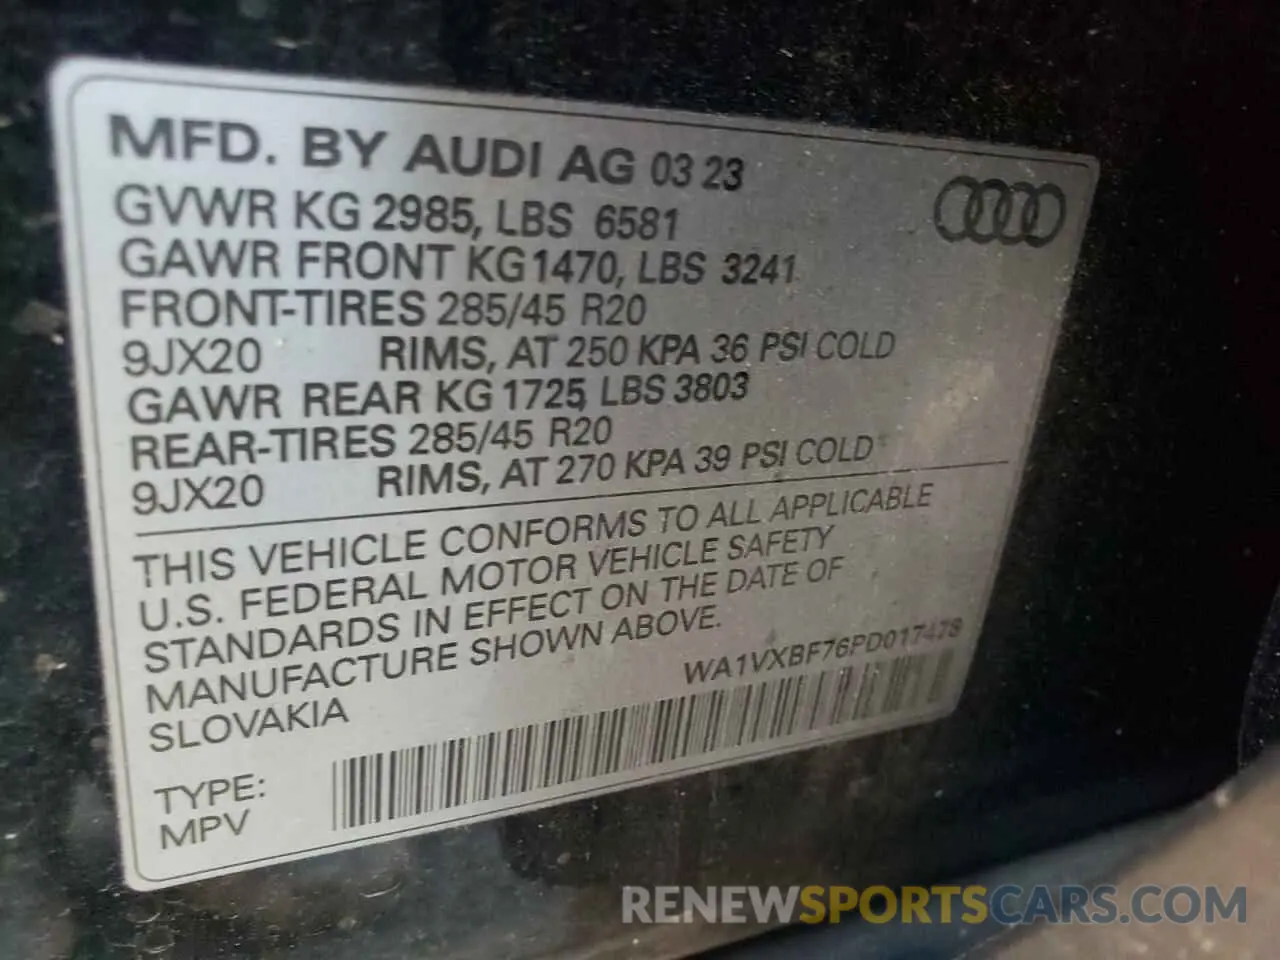 MFD. BY AUDI AG 03 23
GVWR KG 2985, LBS 6581
GAWR FRONT KG 1470, LBS 3241
FRONT-TIRES 285/45 R20
9JX20 RIMS, AT 250 KPA 36 PSI COLD
GAWR REAR KG 1725, LBS 3803
REAR-TIRES 285/45 R20
9JX20 RIMS, AT 270 KPA 39 PSI COLD
THIS VEHICLE CONFORMS TO ALL APPLICABLE
U.S. FEDERAL MOTOR VEHICLE SAFETY
STANDARDS IN EFFECT ON THE DATE OF
MANUFACTURE SHOWN ABOVE.
SLOVAKIA
WA1VXBF76PD017478
TYPE:
MPV
RENEWSPORTSCARS.COM